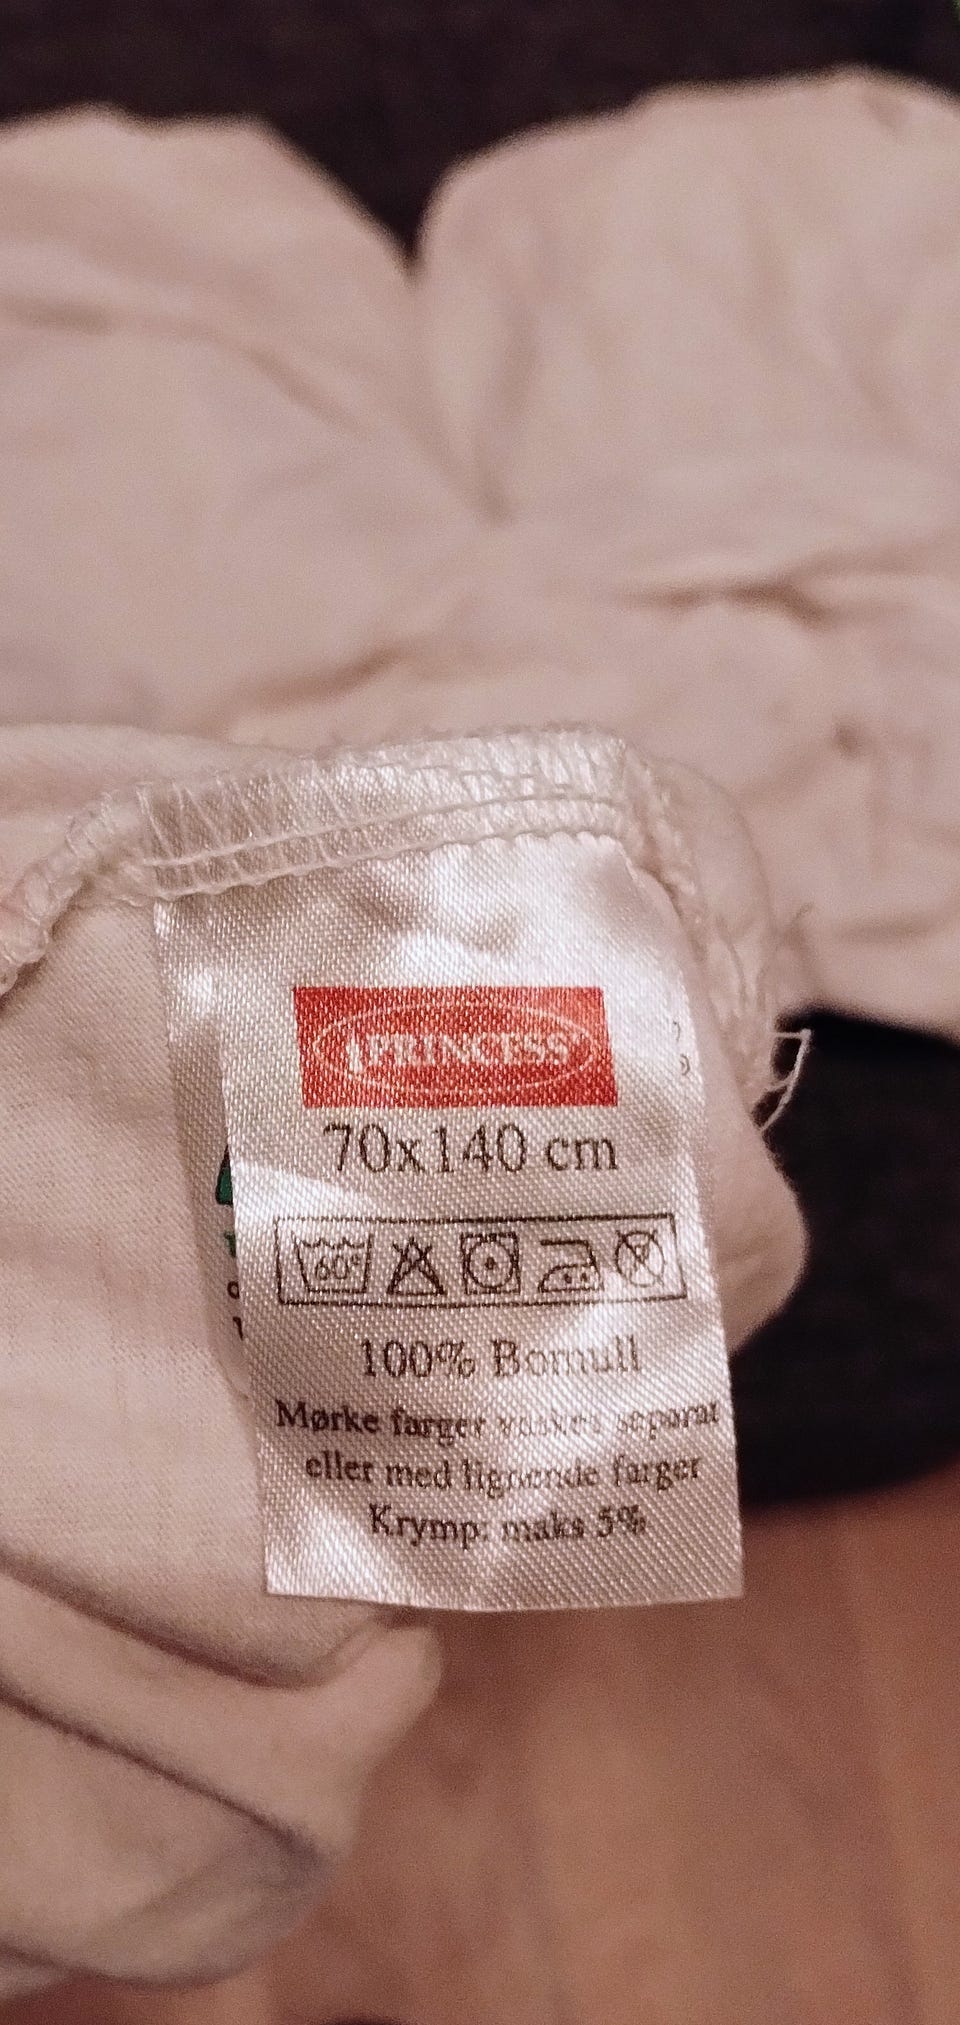 PRINCESS
70x140 cm
60°
100% Bomull
Mørke farger vaskes separat
eller med lignende farger
Krymp: maks 5%